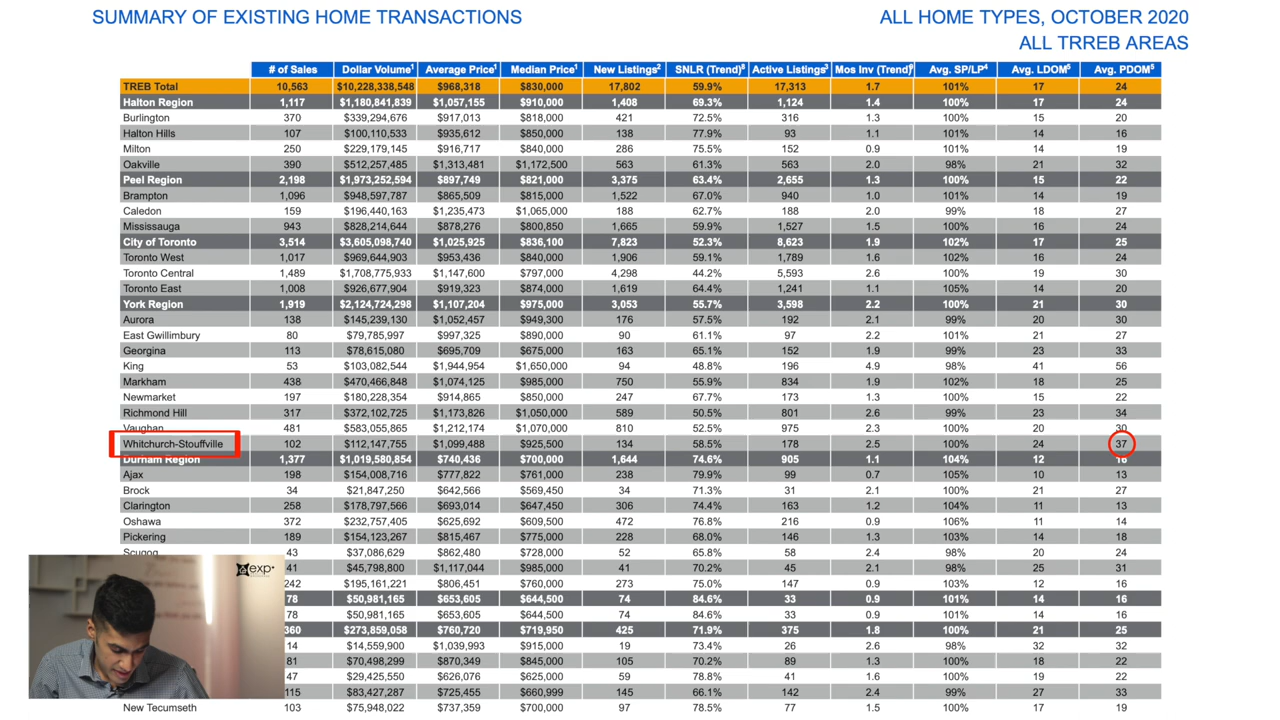 SUMMARY OF EXISTING HOME TRANSACTIONS
ALL HOME TYPES, OCTOBER 2020
ALL TRREB AREAS
# of Sales Dollar Volume1 Average Price1 Median Price1 New Listings2 SNLR (Trend)8 Active Listings3 Mos Inv (Trend)9 Avg. SP/LP4 Avg. LDOM5 Avg. PDOM5
TREB Total 10,563 $10,228,338,548 $968,318 $830,000 17,802 59.9% 17,313 1.7 101% 17 24
Halton Region 1,117 $1,180,841,839 $1,057,155 $910,000 1,408 69.3% 1,124 1.4 100% 17 24
Burlington 370 $339,294,676 $917,013 $818,000 421 72.5% 316 1.3 100% 15 20
Halton Hills 107 $100,110,533 $935,612 $850,000 138 77.9% 93 1.1 101% 14 16
Milton 250 $229,179,145 $916,717 $840,000 286 75.5% 152 0.9 101% 14 19
Oakville 390 $512,257,485 $1,313,481 $1,172,500 563 61.3% 563 2.0 98% 21 32
Peel Region 2,198 $1,973,252,594 $897,749 $821,000 3,375 63.4% 2,655 1.3 100% 15 22
Brampton 1,096 $948,597,787 $865,509 $815,000 1,522 67.0% 940 1.0 101% 14 19
Caledon 159 $196,440,163 $1,235,473 $1,065,000 188 62.7% 188 2.0 99% 18 27
Mississauga 943 $828,214,644 $878,276 $800,850 1,665 59.9% 1,527 1.5 100% 16 24
City of Toronto 3,514 $3,605,098,740 $1,025,925 $836,100 7,823 52.3% 8,623 1.9 102% 17 25
Toronto West 1,017 $969,644,903 $953,436 $840,000 1,906 59.1% 1,789 1.6 102% 16 24
Toronto Central 1,489 $1,708,775,933 $1,147,600 $797,000 4,298 44.2% 5,593 2.6 100% 19 30
Toronto East 1,008 $926,677,904 $919,323 $874,000 1,619 64.4% 1,241 1.1 105% 14 20
York Region 1,919 $2,124,724,298 $1,107,204 $975,000 3,053 55.7% 3,598 2.2 100% 21 30
Aurora 138 $145,239,130 $1,052,457 $949,300 176 57.5% 192 2.1 99% 20 30
East Gwillimbury 80 $79,785,997 $997,325 $890,000 90 61.1% 97 2.2 101% 21 27
Georgina 113 $78,615,080 $695,709 $675,000 163 65.1% 152 1.9 99% 23 33
King 53 $103,082,544 $1,944,954 $1,650,000 94 48.8% 196 4.9 98% 41 56
Markham 438 $470,466,848 $1,074,125 $985,000 750 55.9% 834 1.9 102% 18 25
Newmarket 197 $180,228,354 $914,865 $850,000 247 67.7% 173 1.3 100% 15 22
Richmond Hill 317 $372,102,725 $1,173,826 $1,050,000 589 50.5% 801 2.6 99% 23 34
Vaughan 481 $583,055,865 $1,212,174 $1,070,000 810 52.5% 975 2.3 100% 20 30
Whitchurch-Stouffville 102 $112,147,755 $1,099,488 $925,500 134 58.5% 178 2.5 100% 24 37
Durham Region 1,377 $1,019,580,854 $740,436 $700,000 1,644 74.6% 905 1.1 104% 12 16
Ajax 198 $154,008,716 $777,822 $761,000 238 79.9% 99 0.7 105% 10 13
Brock 34 $21,847,250 $642,566 $569,450 34 71.3% 31 2.1 100% 21 27
Clarington 258 $178,797,566 $693,014 $647,450 306 74.4% 163 1.2 104% 11 13
Oshawa 372 $232,757,405 $625,692 $609,500 472 76.8% 216 0.9 106% 11 14
Pickering 189 $154,123,267 $815,467 $775,000 228 68.0% 146 1.3 103% 14 18
Scugog 43 $37,086,629 $862,480 $728,000 52 65.8% 58 2.4 98% 20 24
41 $45,798,800 $1,117,044 $985,000 41 70.2% 45 2.1 98% 25 31
242 $195,161,221 $806,451 $760,000 273 75.0% 147 0.9 103% 12 16
78 $50,981,165 $653,605 $644,500 74 84.6% 33 0.9 101% 14 16
78 $50,981,165 $653,605 $644,500 74 84.6% 33 0.9 101% 14 16
360 $273,859,058 $760,720 $719,950 425 71.9% 375 1.8 100% 21 25
14 $14,559,900 $1,039,993 $915,000 19 73.4% 26 2.6 98% 32 32
81 $70,498,299 $870,349 $845,000 105 70.2% 89 1.3 100% 18 22
47 $29,425,550 $626,076 $625,000 59 78.8% 41 1.6 100% 19 22
115 $83,427,287 $725,455 $660,999 145 66.1% 142 2.4 99% 27 33
New Tecumseth 103 $75,948,022 $737,359 $700,000 97 78.5% 77 1.5 100% 17 19
exp